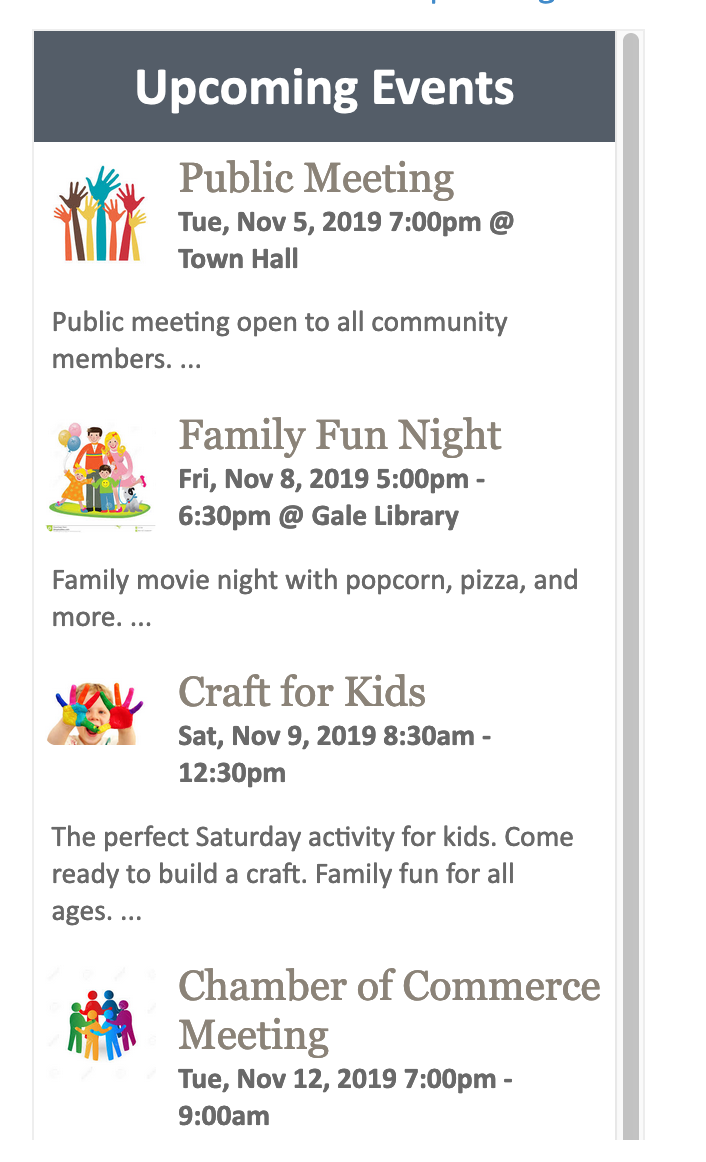 Upcoming Events
Public Meeting
Tue, Nov 5, 2019 7:00pm @
Town Hall
Public meeting open to all community
members. ...
Family Fun Night
Fri, Nov 8, 2019 5:00pm -
6:30pm @ Gale Library
Family movie night with popcorn, pizza, and
more. ...
Craft for Kids
Sat, Nov 9, 2019 8:30am -
12:30pm
The perfect Saturday activity for kids. Come
ready to build a craft. Family fun for all
ages. ...
Chamber of Commerce
Meeting
Tue, Nov 12, 2019 7:00pm -
9:00am